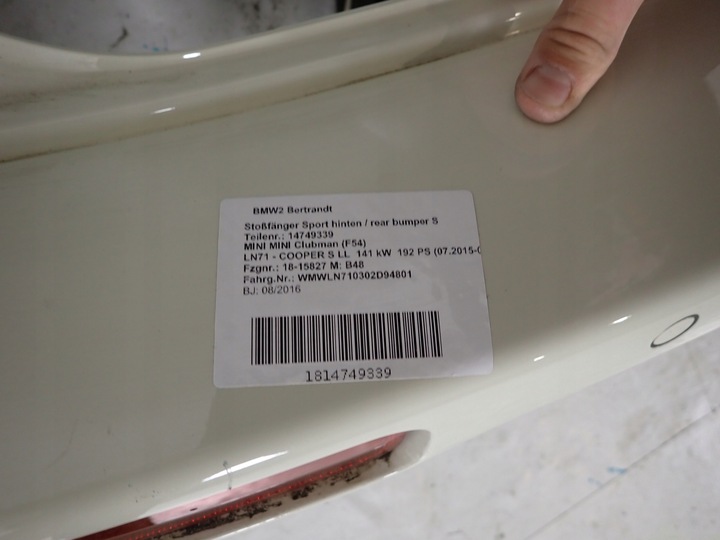 BMW2 Bertrandt
Stoßfänger Sport hinten / rear bumper S
Teilenr.: 14749339
MINI MINI Clubman (F54)
LN71 - COOPER S LL 141 kW 192 PS (07.2015-0
Fzgnr.: 18-15827 M: B48
Fahrg.Nr.: WMWLN710302D94801
BJ: 08/2016
1814749339